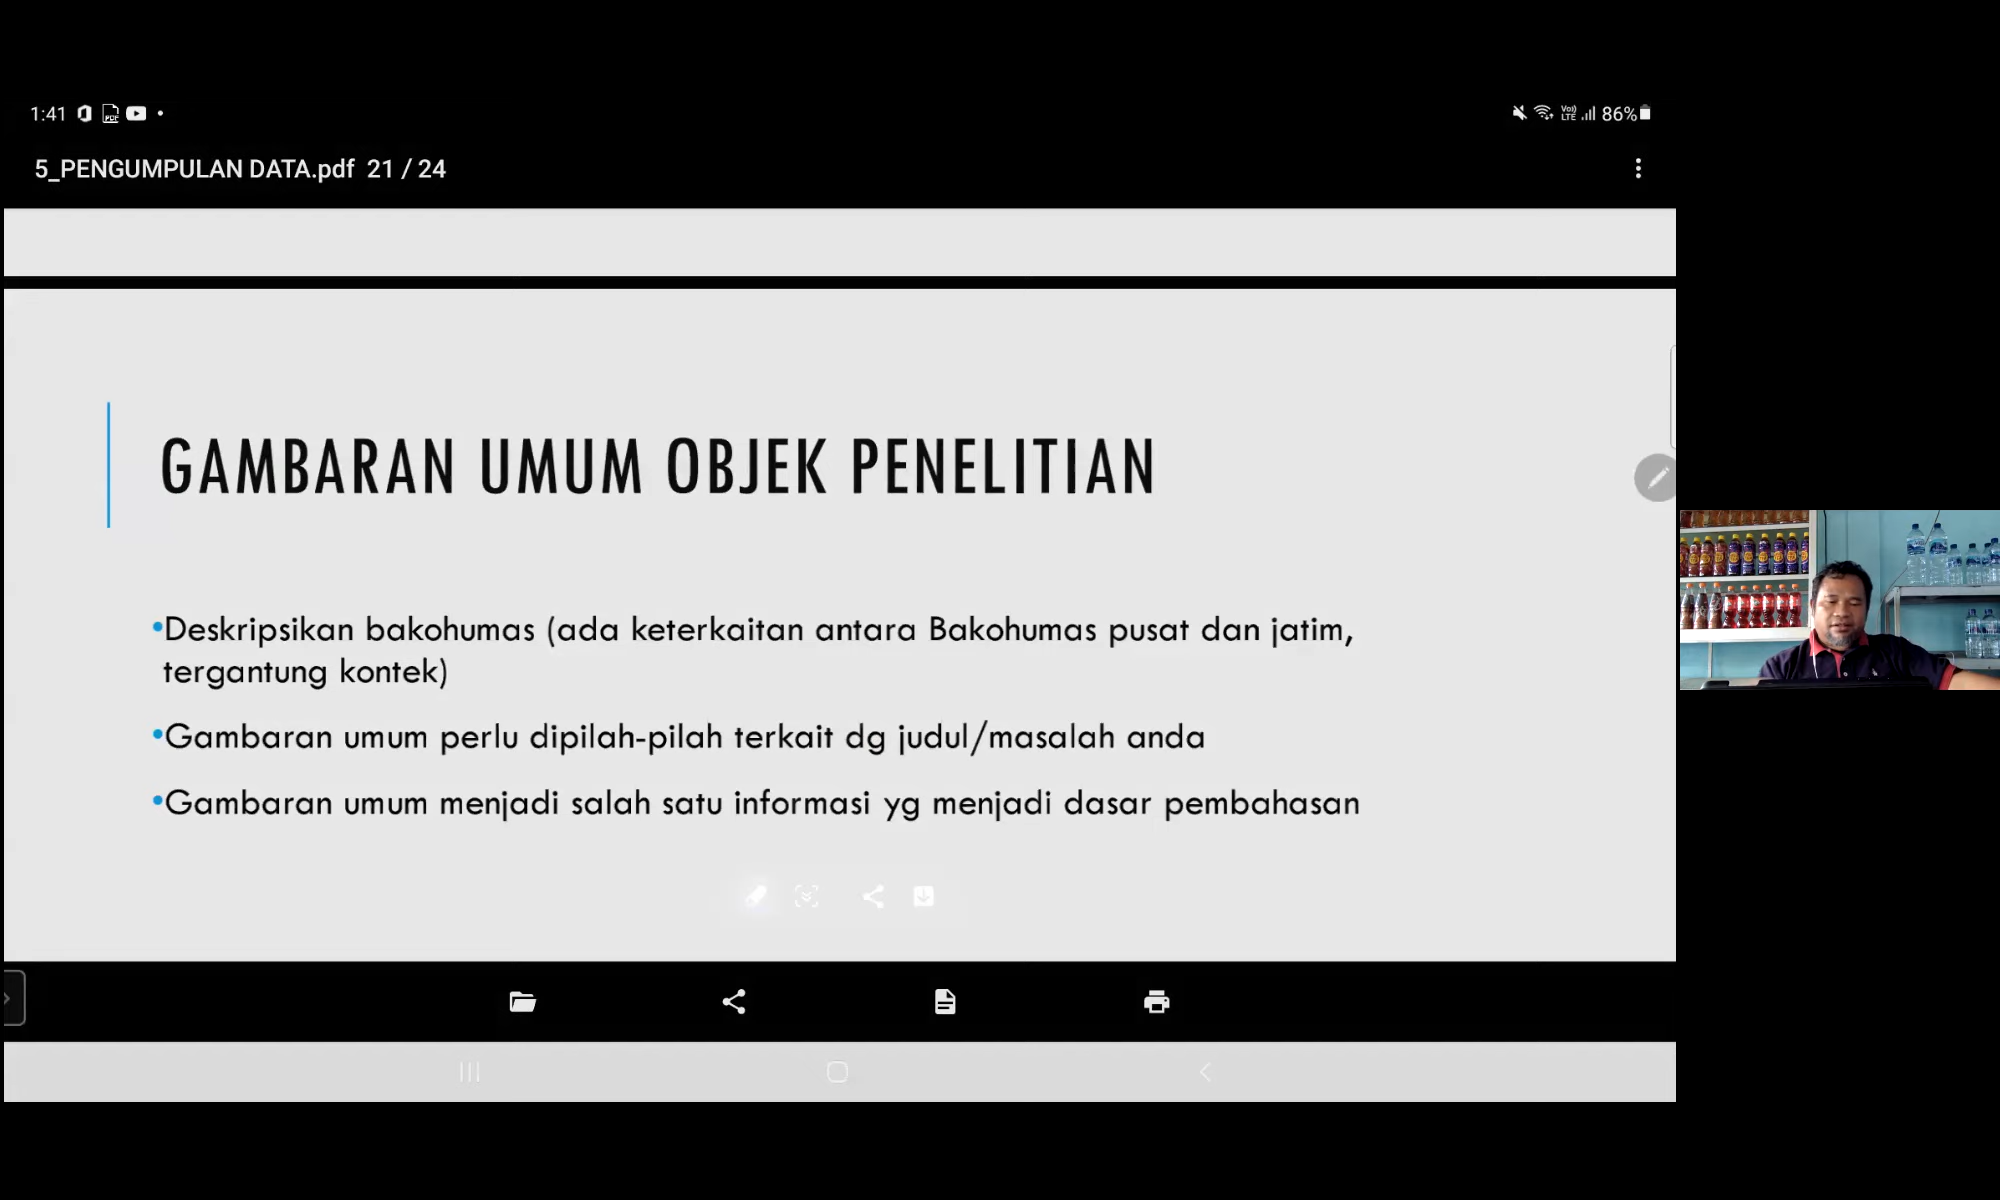 1:41
Vo))
LTE
86%
5_PENGUMPULAN DATA.pdf 21 / 24
GAMBARAN UMUM OBJEK PENELITIAN
•Deskripsikan bakohumas (ada keterkaitan antara Bakohumas pusat dan jatim,
tergantung kontek)
•Gambaran umum perlu dipilah-pilah terkait dg judul/masalah anda
•Gambaran umum menjadi salah satu informasi yg menjadi dasar pembahasan